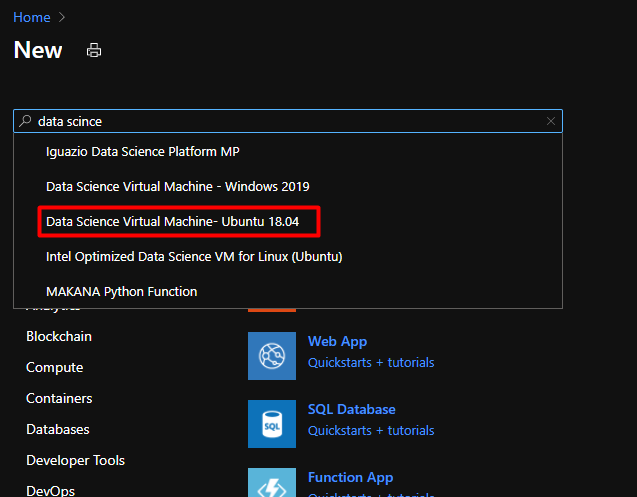 Home >
New
data scince
Iguazio Data Science Platform MP
Data Science Virtual Machine - Windows 2019
Data Science Virtual Machine- Ubuntu 18.04
Intel Optimized Data Science VM for Linux (Ubuntu)
MAKANA Python Function
Analytics
Blockchain
Compute
Containers
Databases
Developer Tools
DevOps
Web App
Quickstarts + tutorials
SQL
SQL Database
Quickstarts + tutorials
Function App
Quickstarts + tutorials